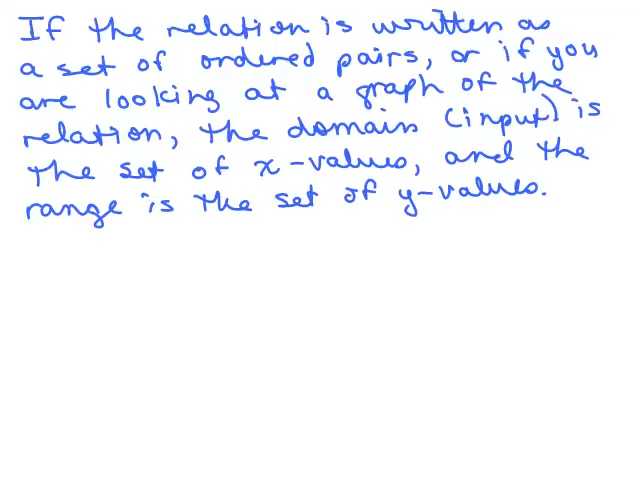 If the relation is written as
a set of ordered pairs, or if you
are looking at a graph of the
relation, the domain (input) is
the set of x-values, and the
range is the set of y-values.